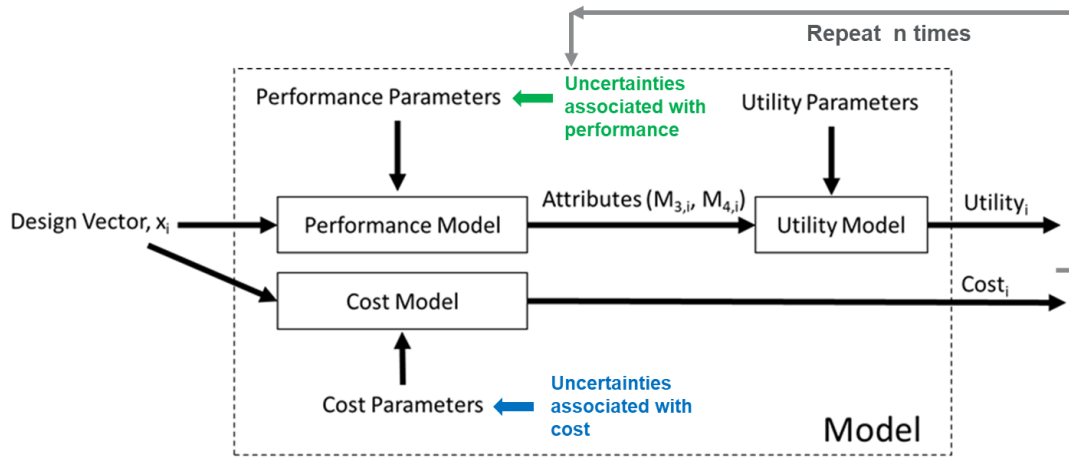 Repeat n times
Performance Parameters
Uncertainties
associated with
performance
Utility Parameters
Design Vector, xi
Performance Model
Attributes (M3,i, M4,i)
Utility Model
Utilityi
Cost Model
Costi
Cost Parameters
Uncertainties
associated with
cost
Model